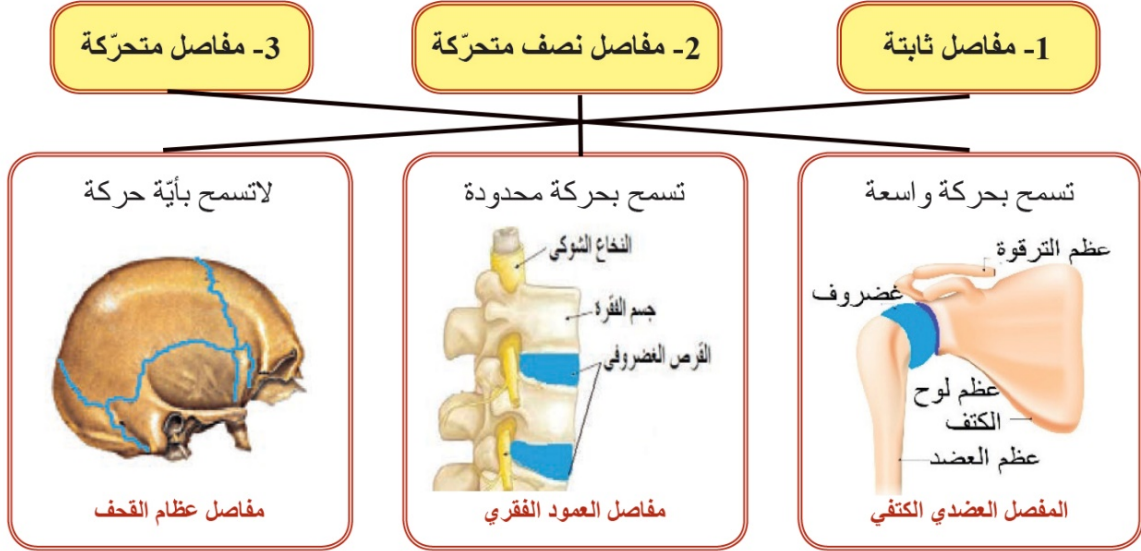 1- مفاصل ثابتة
2- مفاصل نصف متحرّكة
3- مفاصل متحرّكة
تسمح بحركة واسعة
عظم الترقوة
غضروف
عظم لوح
الكتف
عظم العضد
المفصل العضدي الكتفي
تسمح بحركة محدودة
النخاع الشوكي
جسم الفقرة
القرص الغضروفي
مفاصل العمود الفقري
لاتسمح بأيّة حركة
مفاصل عظام القحف